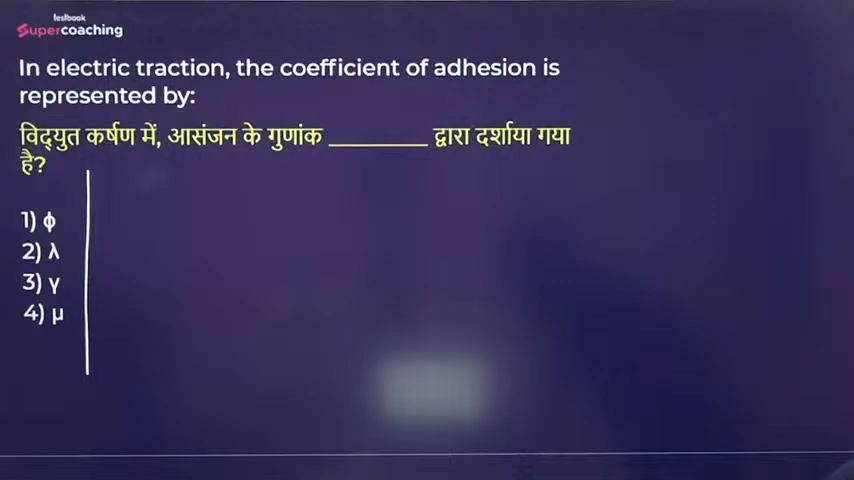 testbook
Supercoaching
In electric traction, the coefficient of adhesion is
represented by:
विद्युत कर्षण में, आसंजन के गुणांक ________ द्वारा दर्शाया गया
है?
1) ϕ
2) λ
3) γ
4) μ